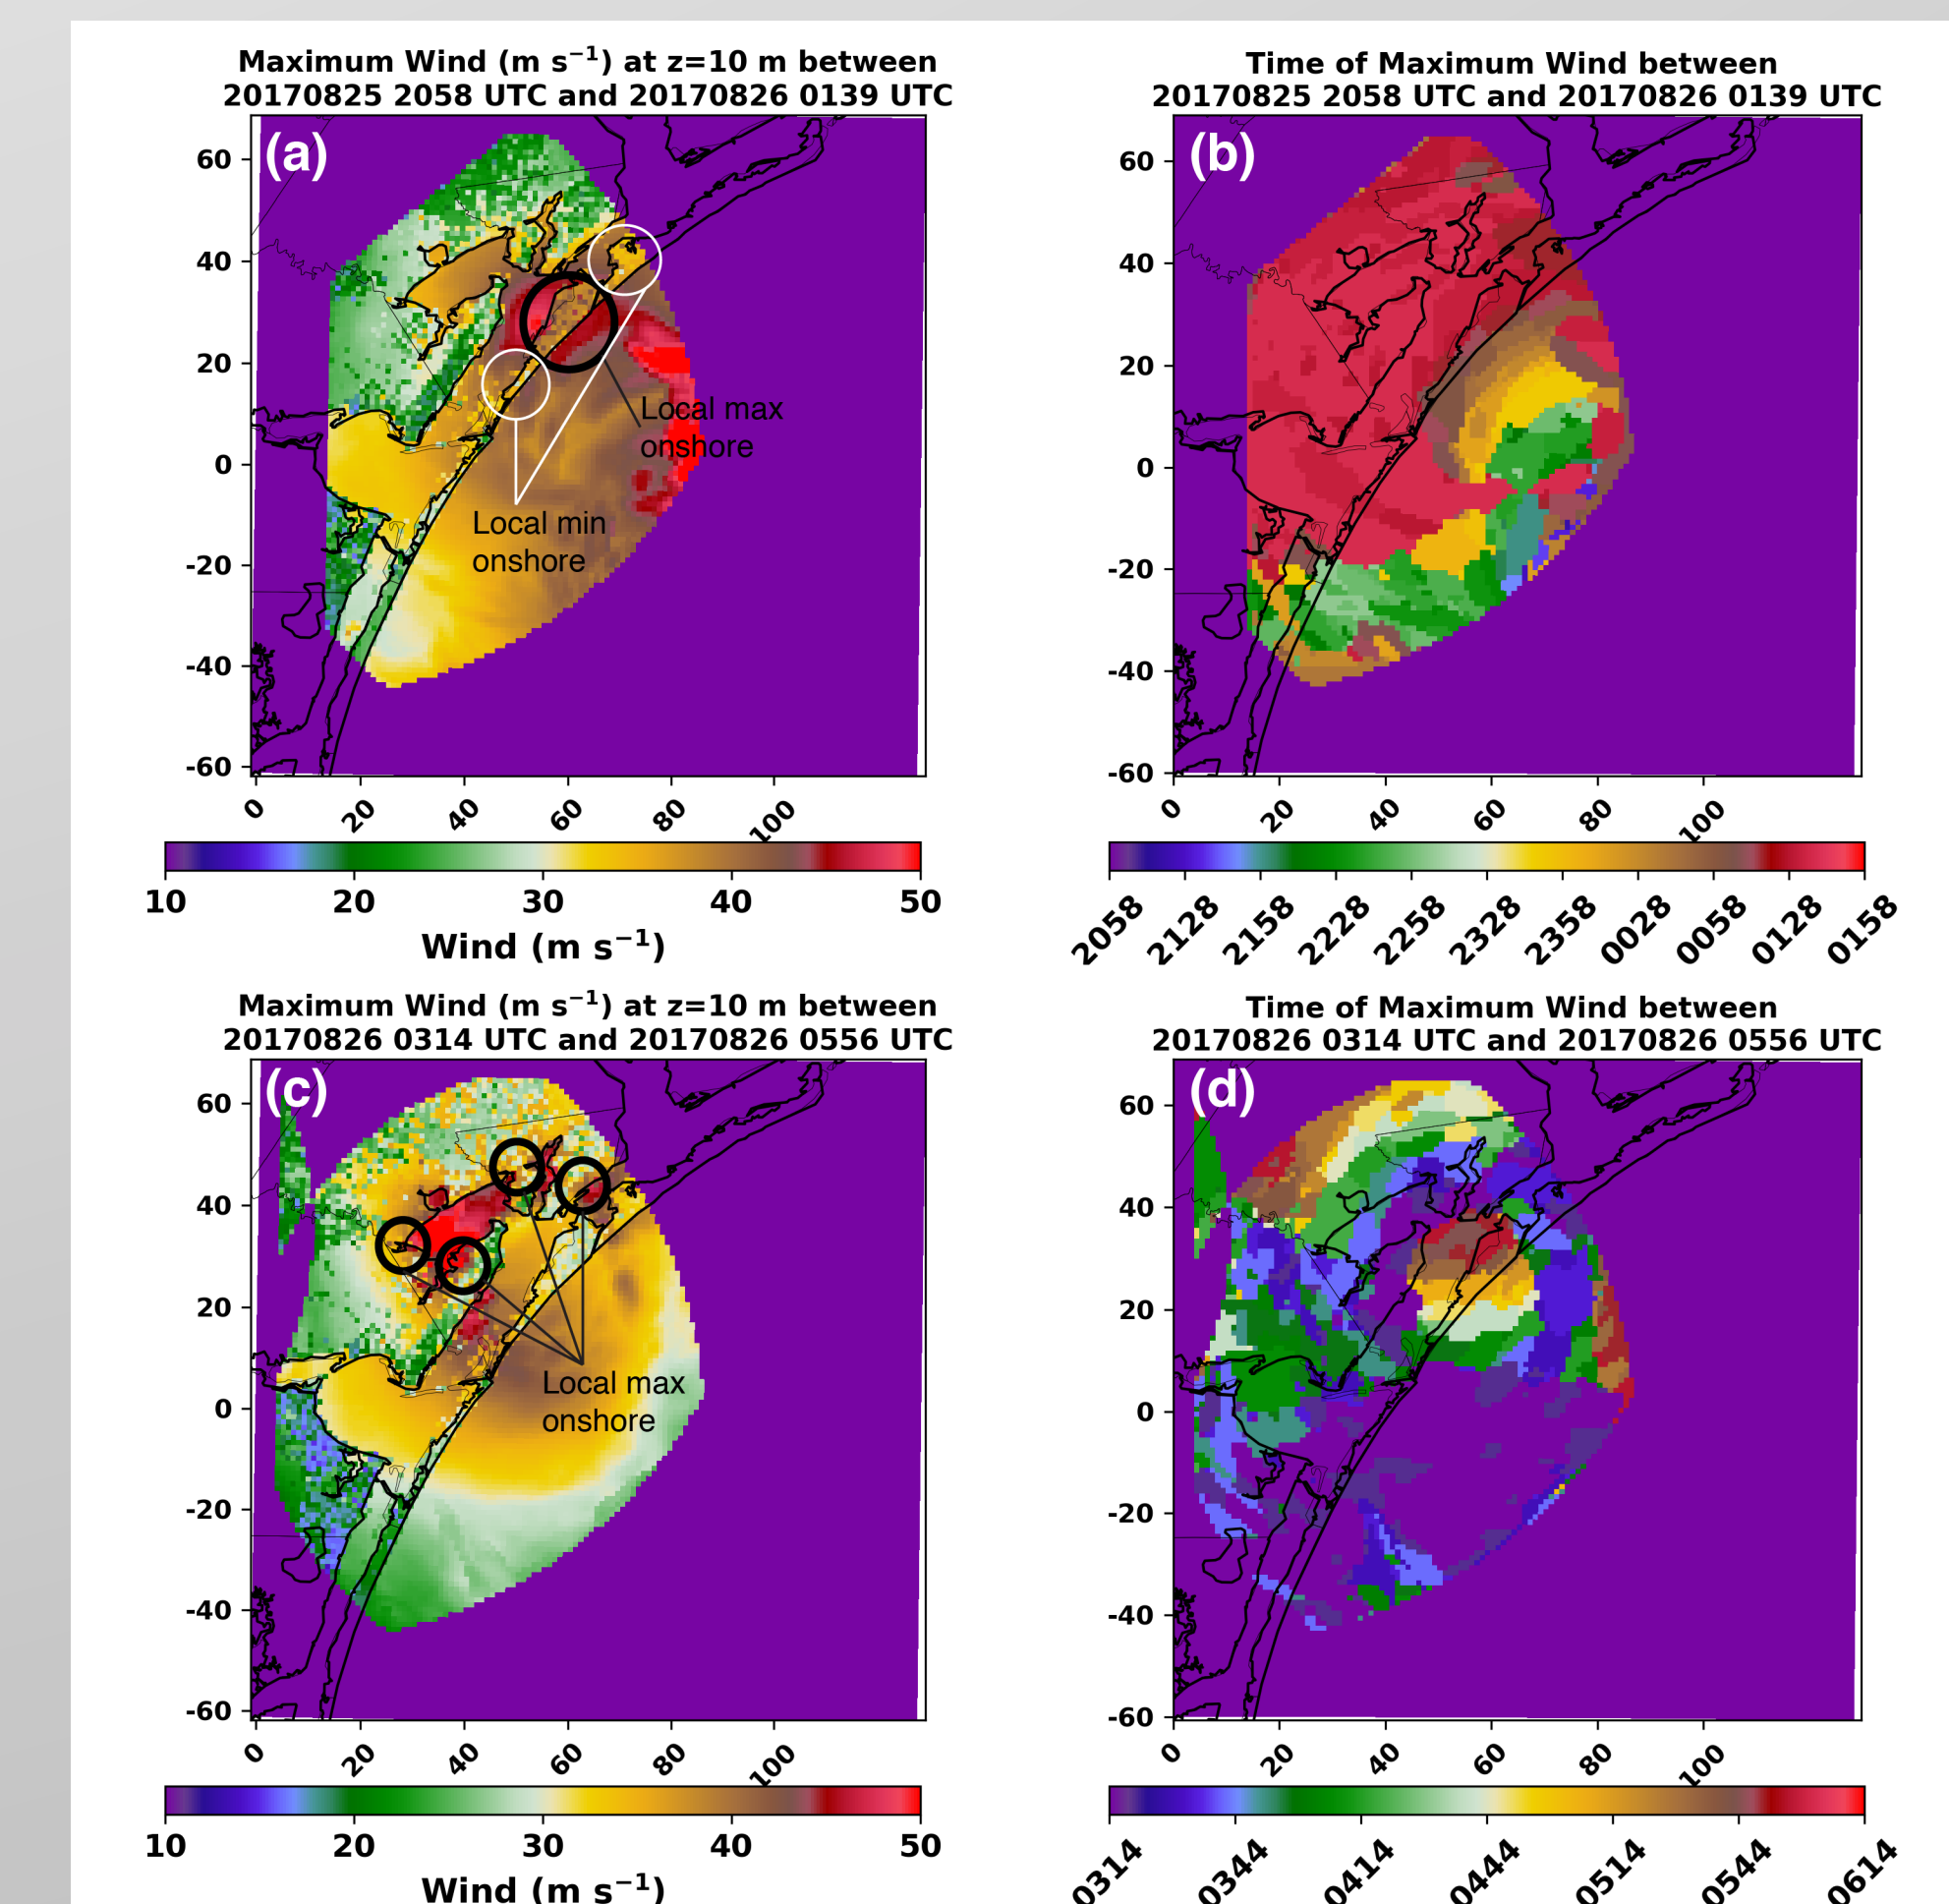 Maximum Wind (m s⁻¹) at z=10 m between
20170825 2058 UTC and 20170826 0139 UTC
(a)
60
40
20
0
-20
-40
-60
Local max
onshore
Local min
onshore
0 20 40 60 80 100
10 20 30 40 50
Wind (m s⁻¹)
Time of Maximum Wind between
20170825 2058 UTC and 20170826 0139 UTC
(b)
60
40
20
0
-20
-40
-60
0 20 40 60 80 100
2058 2128 2158 2228 2258 2328 2358 0028 0058 0128 0158
Maximum Wind (m s⁻¹) at z=10 m between
20170826 0314 UTC and 20170826 0556 UTC
(c)
60
40
20
0
-20
-40
-60
Local max
onshore
0 20 40 60 80 100
10 20 30 40 50
Wind (m s⁻¹)
Time of Maximum Wind between
20170826 0314 UTC and 20170826 0556 UTC
(d)
60
40
20
0
-20
-40
-60
0 20 40 60 80 100
0314 0344 0414 0444 0514 0544 0614